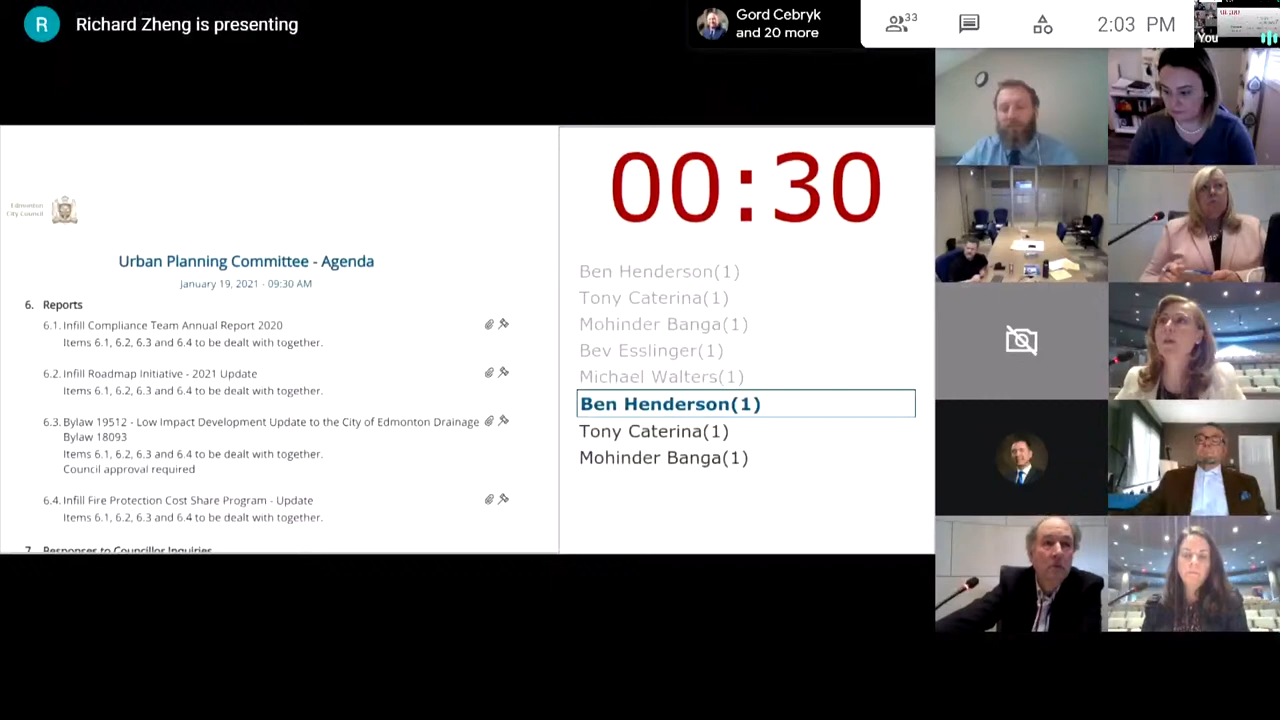 R
Richard Zheng is presenting
Gord Cebryk
and 20 more
33
2:03 PM
You
Edmonton
City Council
Urban Planning Committee - Agenda
January 19, 2021 - 09:30 AM
6. Reports
6.1. Infill Compliance Team Annual Report 2020
Items 6.1, 6.2, 6.3 and 6.4 to be dealt with together.
6.2. Infill Roadmap Initiative - 2021 Update
Items 6.1, 6.2, 6.3 and 6.4 to be dealt with together.
6.3. Bylaw 19512 - Low Impact Development Update to the City of Edmonton Drainage
Bylaw 18093
Items 6.1, 6.2, 6.3 and 6.4 to be dealt with together.
Council approval required
6.4. Infill Fire Protection Cost Share Program - Update
Items 6.1, 6.2, 6.3 and 6.4 to be dealt with together.
7. Responses to Councillor Inquiries
00:30
Ben Henderson(1)
Tony Caterina(1)
Mohinder Banga(1)
Bev Esslinger(1)
Michael Walters(1)
Ben Henderson(1)
Tony Caterina(1)
Mohinder Banga(1)